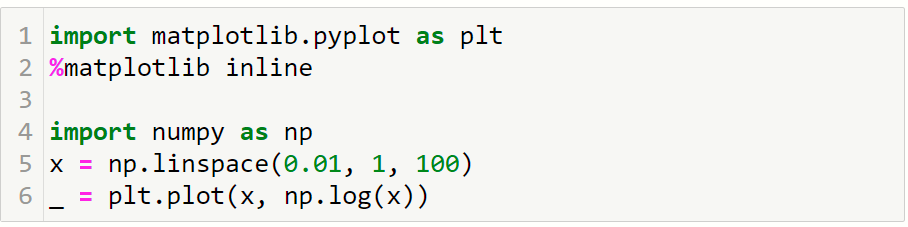 1 import matplotlib.pyplot as plt
2 %matplotlib inline
3
4 import numpy as np
5 x = np.linspace(0.01, 1, 100)
6 _ = plt.plot(x, np.log(x))